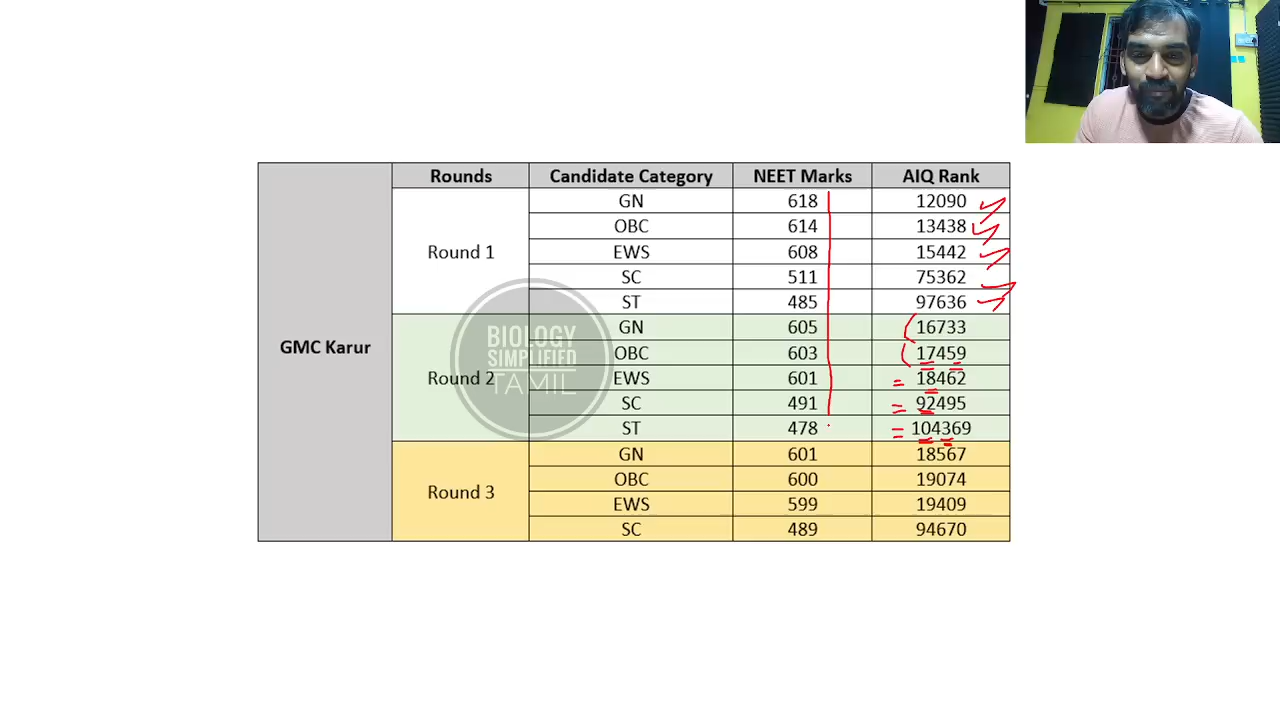 Rounds Candidate Category NEET Marks AIQ Rank
GMC Karur
Round 1
GN 618 12090
OBC 614 13438
EWS 608 15442
SC 511 75362
ST 485 97636
Round 2
GN 605 16733
OBC 603 17459
EWS 601 18462
SC 491 92495
ST 478 104369
Round 3
GN 601 18567
OBC 600 19074
EWS 599 19409
SC 489 94670
BIOLOGY
SIMPLIFIED
TAMIL